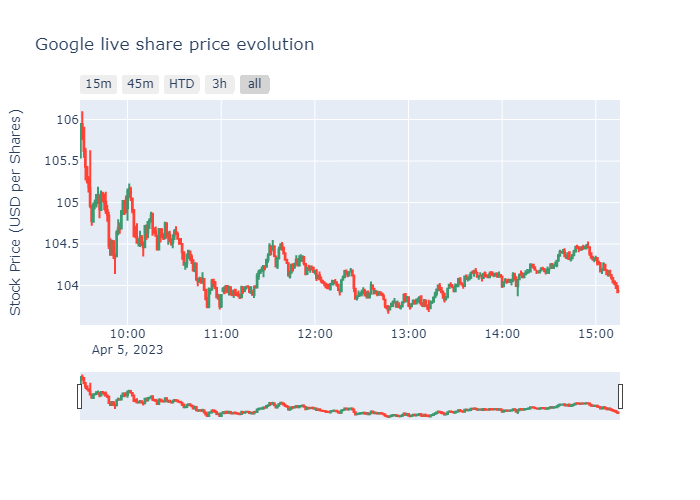 Google live share price evolution
15m 45m HTD 3h all
Stock Price (USD per Shares)
106
105.5
105
104.5
104
10:00 11:00 12:00 13:00 14:00 15:00
Apr 5, 2023